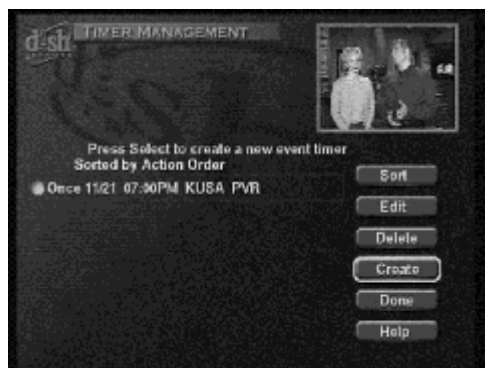 dish
TIMER MANAGEMENT
Press Select to create a new event timer
Sorted by Action Order
Once 11/21 07:00PM KUSA PVR
Sort
Edit
Delete
Create
Done
Help